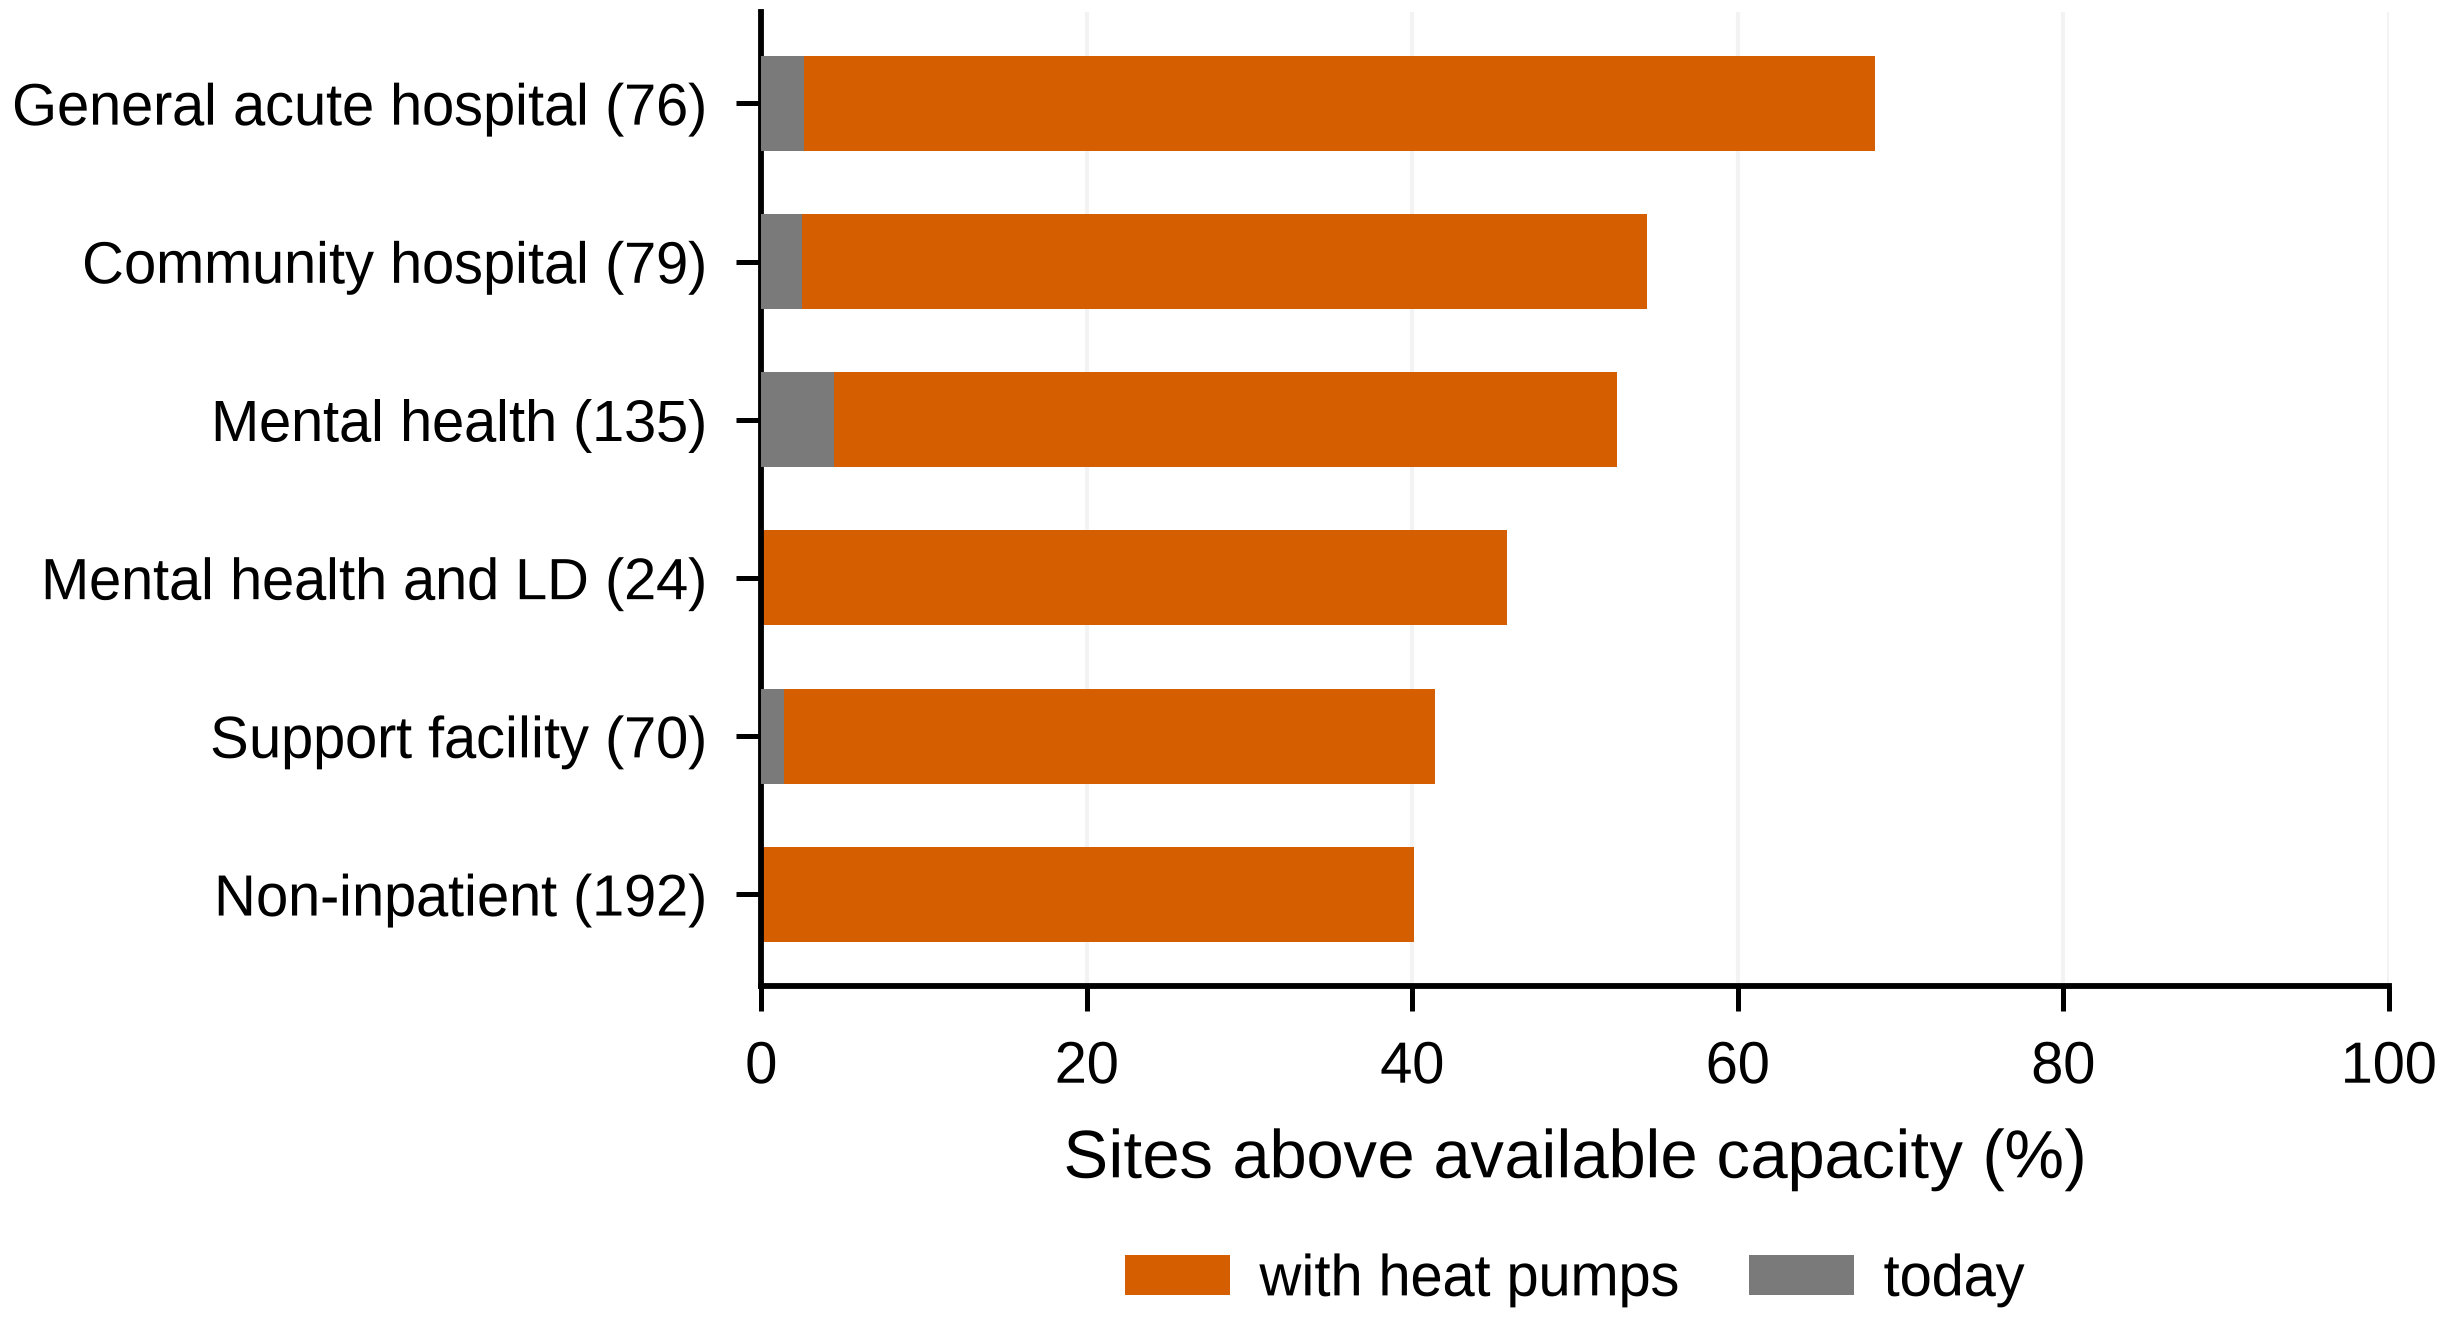 General acute hospital (76)
Community hospital (79)
Mental health (135)
Mental health and LD (24)
Support facility (70)
Non-inpatient (192)
0 20 40 60 80 100
Sites above available capacity (%)
with heat pumps today